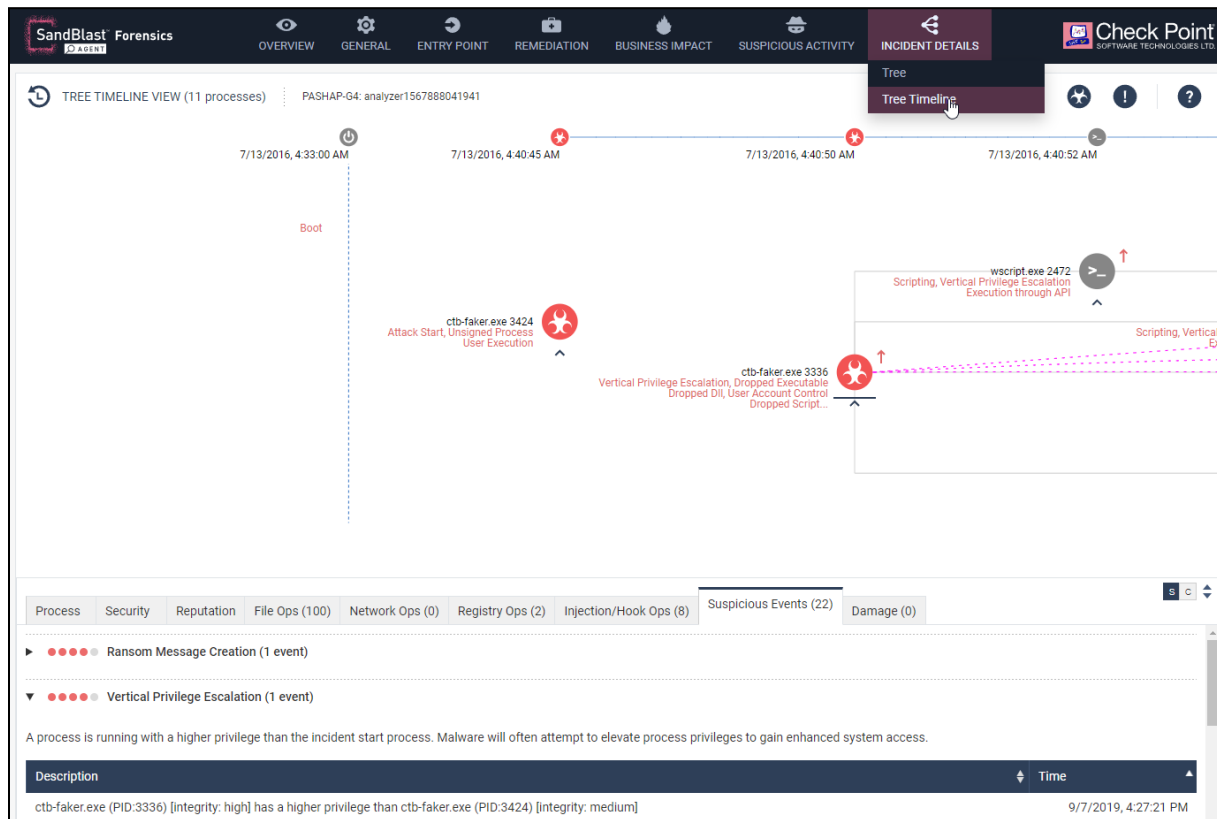 SandBlast Forensics
AGENT
OVERVIEW
GENERAL
ENTRY POINT
REMEDIATION
BUSINESS IMPACT
SUSPICIOUS ACTIVITY
INCIDENT DETAILS
Check Point
SOFTWARE TECHNOLOGIES LTD.
Tree
Tree Timeline
TREE TIMELINE VIEW (11 processes)
PASHAP-G4: analyzer1567888041941
7/13/2016, 4:33:00 AM
7/13/2016, 4:40:45 AM
7/13/2016, 4:40:50 AM
7/13/2016, 4:40:52 AM
Boot
wscript.exe 2472
Scripting, Vertical Privilege Escalation
Execution through API
ctb-faker.exe 3424
Attack Start, Unsigned Process
User Execution
Scripting, Vertica
ctb-faker.exe 3336
Vertical Privilege Escalation, Dropped Executable
Dropped Dll, User Account Control
Dropped Script...
Process
Security
Reputation
File Ops (100)
Network Ops (0)
Registry Ops (2)
Injection/Hook Ops (8)
Suspicious Events (22)
Damage (0)
S C
Ransom Message Creation (1 event)
Vertical Privilege Escalation (1 event)
A process is running with a higher privilege than the incident start process. Malware will often attempt to elevate process privileges to gain enhanced system access.
Description
Time
ctb-faker.exe (PID:3336) [integrity: high] has a higher privilege than ctb-faker.exe (PID:3424) [integrity: medium]
9/7/2019, 4:27:21 PM